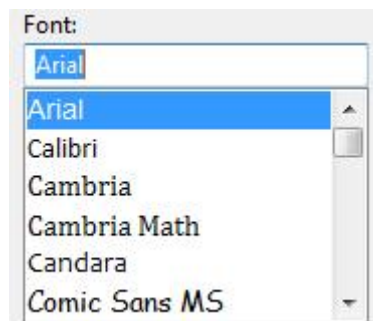 Font:
Arial
Arial
Calibri
Cambria
Cambria Math
Candara
Comic Sans MS